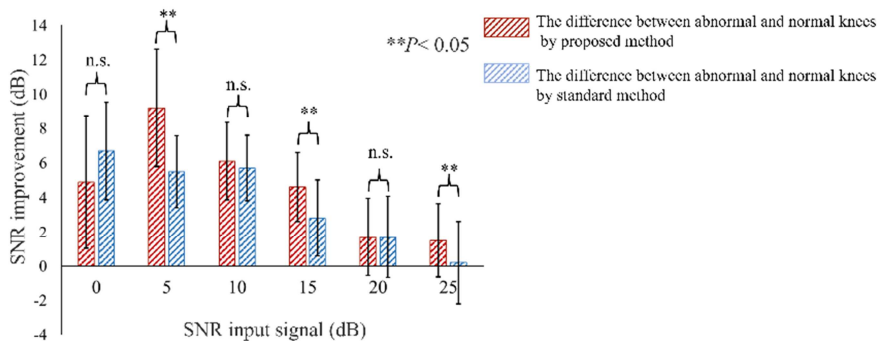 14
12
10
8
6
4
2
0
-2
-4
SNR improvement (dB)
n.s.
**
n.s.
**
n.s.
**
**P< 0.05
0 5 10 15 20 25
SNR input signal (dB)
The difference between abnormal and normal knees
by proposed method
The difference between abnormal and normal knees
by standard method